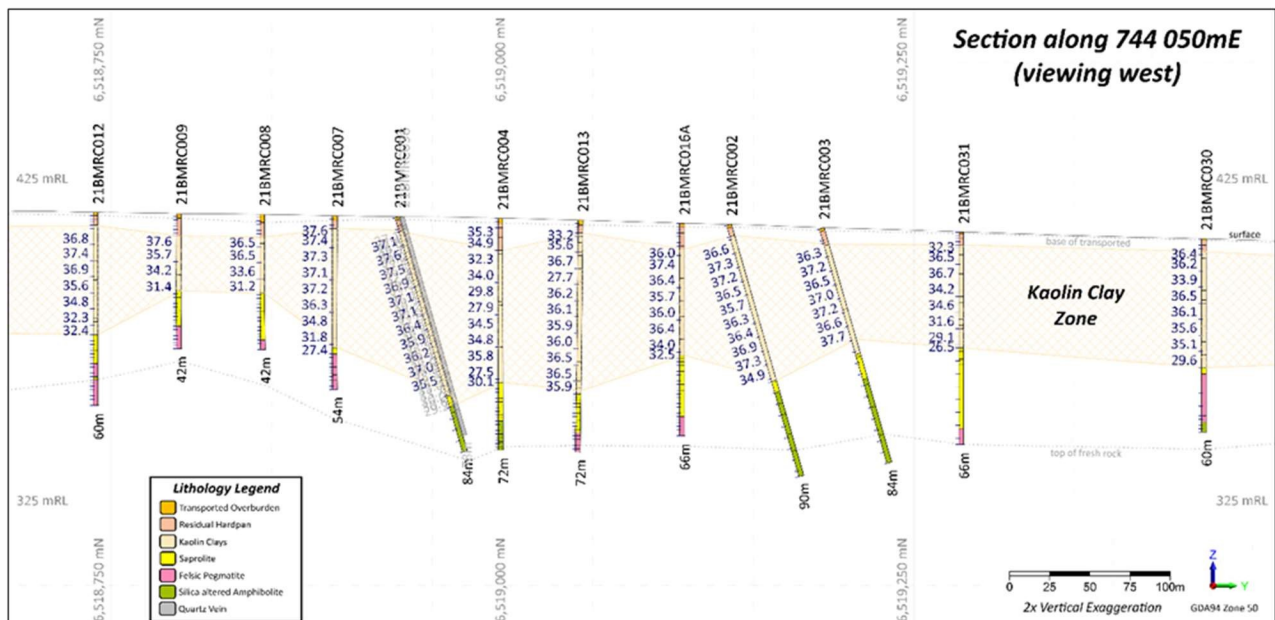 6,518,750 mN
6,519,000 mN
6,519,250 mN
Section along 744 050mE
(viewing west)
425 mRL
425 mRL
21BMRC012
21BMRC009
21BMRC008
21BMRC007
21BMRC001
21BMRC004
21BMRC013
21BMRC016A
21BMRC002
21BMRC003
21BMRC031
21BMRC030
surface
base of transported
36.8
37.4
36.9
35.6
34.8
32.3
32.4
60m
37.6
35.7
34.2
31.4
42m
36.5
36.5
33.6
31.2
42m
37.6
37.4
37.3
37.1
37.2
36.3
34.8
31.8
27.4
54m
37.1
37.6
37.5
36.9
37.1
37.1
36.4
35.9
36.2
37.0
35.5
84m
35.3
34.9
32.3
34.0
29.8
27.9
34.5
34.8
35.8
27.5
30.1
72m
33.2
35.6
36.7
27.7
36.2
36.1
35.9
36.0
36.5
36.5
35.9
72m
36.0
37.4
36.4
35.7
36.0
36.4
34.0
32.5
66m
36.6
37.3
37.2
36.5
35.7
36.3
36.4
36.9
37.3
34.9
90m
36.3
37.2
36.5
37.0
37.2
36.6
37.7
84m
32.3
36.5
36.7
34.2
34.6
31.6
29.1
26.5
66m
36.4
36.2
33.9
36.5
36.1
35.6
35.1
29.6
60m
Kaolin Clay
Zone
top of fresh rock
325 mRL
325 mRL
Lithology Legend
Transported Overburden
Residual Hardpan
Kaolin Clays
Saprolite
Felsic Pegmatite
Silica altered Amphibolite
Quartz Vein
6,518,750 mN
6,519,000 mN
6,519,250 mN
0 25 50 75 100m
2x Vertical Exaggeration
Z
Y
GDA94 Zone 50